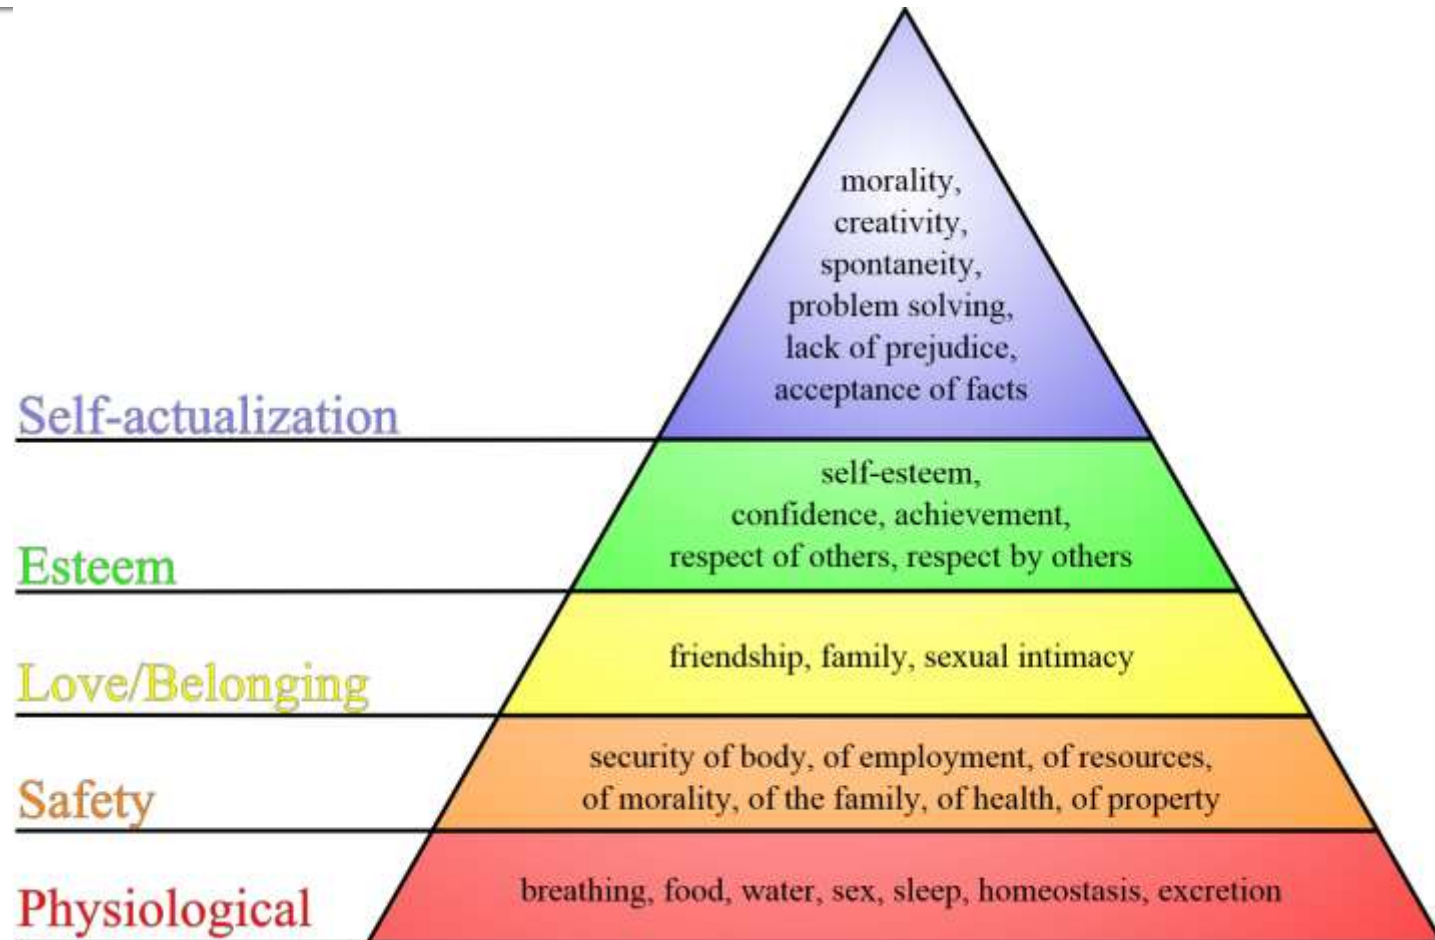 morality,
creativity,
spontaneity,
problem solving,
lack of prejudice,
acceptance of facts
Self-actualization
self-esteem,
confidence, achievement,
respect of others, respect by others
Esteem
friendship, family, sexual intimacy
Love/Belonging
security of body, of employment, of resources,
of morality, of the family, of health, of property
Safety
breathing, food, water, sex, sleep, homeostasis, excretion
Physiological